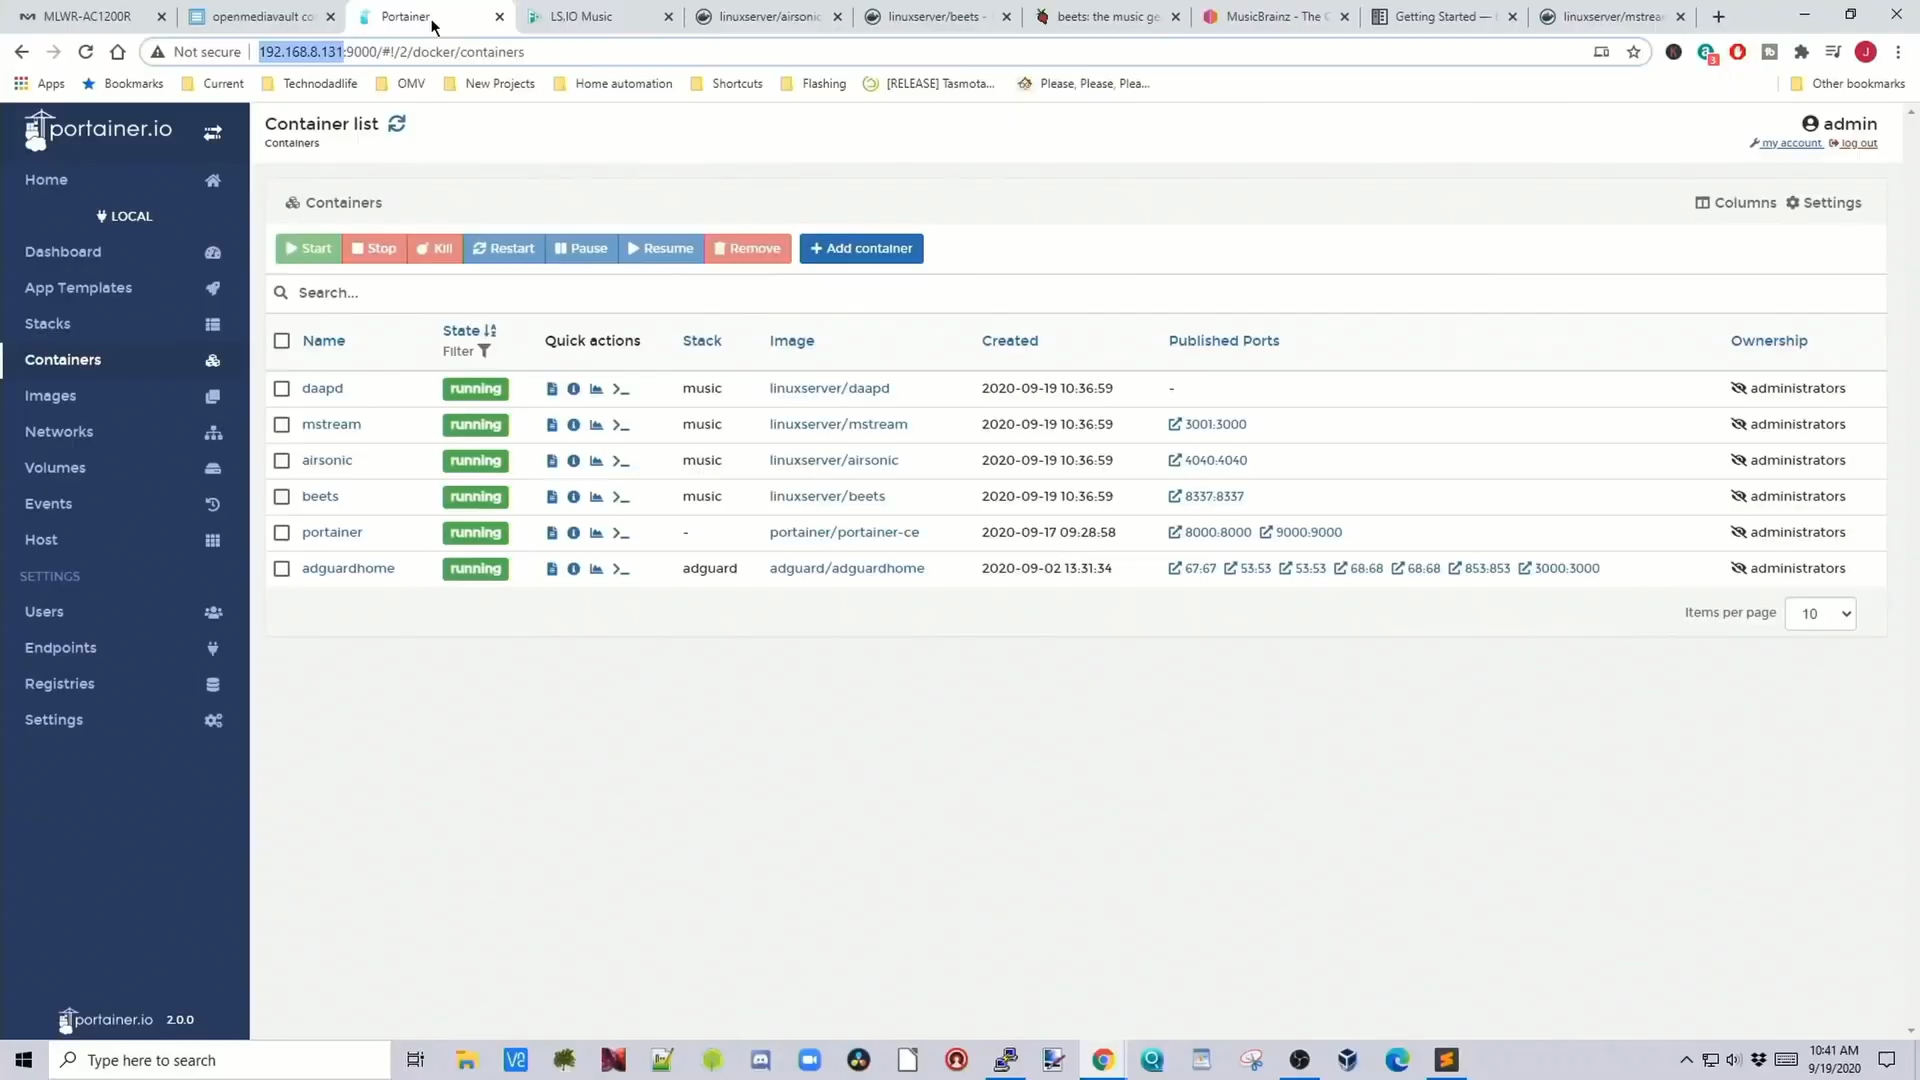 MLWR-AC1200R
openmediavault co
Portainer
LS.IO Music
linuxserver/airsonic
linuxserver/beets -
beets: the music ge
MusicBrainz - The
Getting Started —
linuxserver/mstrea
Not secure
192.168.8.131:9000/#!/2/docker/containers
3
J
Apps
Bookmarks
Current
Technodadlife
OMV
New Projects
Home automation
Shortcuts
Flashing
[RELEASE] Tasmota...
Please, Please, Plea...
Other bookmarks
portainer.io
Container list
Containers
admin
my account
log out
Home
LOCAL
Dashboard
App Templates
Stacks
Containers
Images
Networks
Volumes
Events
Host
SETTINGS
Users
Endpoints
Registries
Settings
portainer.io 2.0.0
Containers
Columns
Settings
Start
Stop
Kill
Restart
Pause
Resume
Remove
+ Add container
Search...
Name State Filter Quick actions Stack Image Created Published Ports Ownership
daapd running music linuxserver/daapd 2020-09-19 10:36:59 - administrators
mstream running music linuxserver/mstream 2020-09-19 10:36:59 3001:3000 administrators
airsonic running music linuxserver/airsonic 2020-09-19 10:36:59 4040:4040 administrators
beets running music linuxserver/beets 2020-09-19 10:36:59 8337:8337 administrators
portainer running - portainer/portainer-ce 2020-09-17 09:28:58 8000:8000 9000:9000 administrators
adguardhome running adguard adguard/adguardhome 2020-09-02 13:31:34 67:67 53:53 53:53 68:68 68:68 853:853 3000:3000 administrators
Items per page 10
Type here to search
10:41 AM
9/19/2020